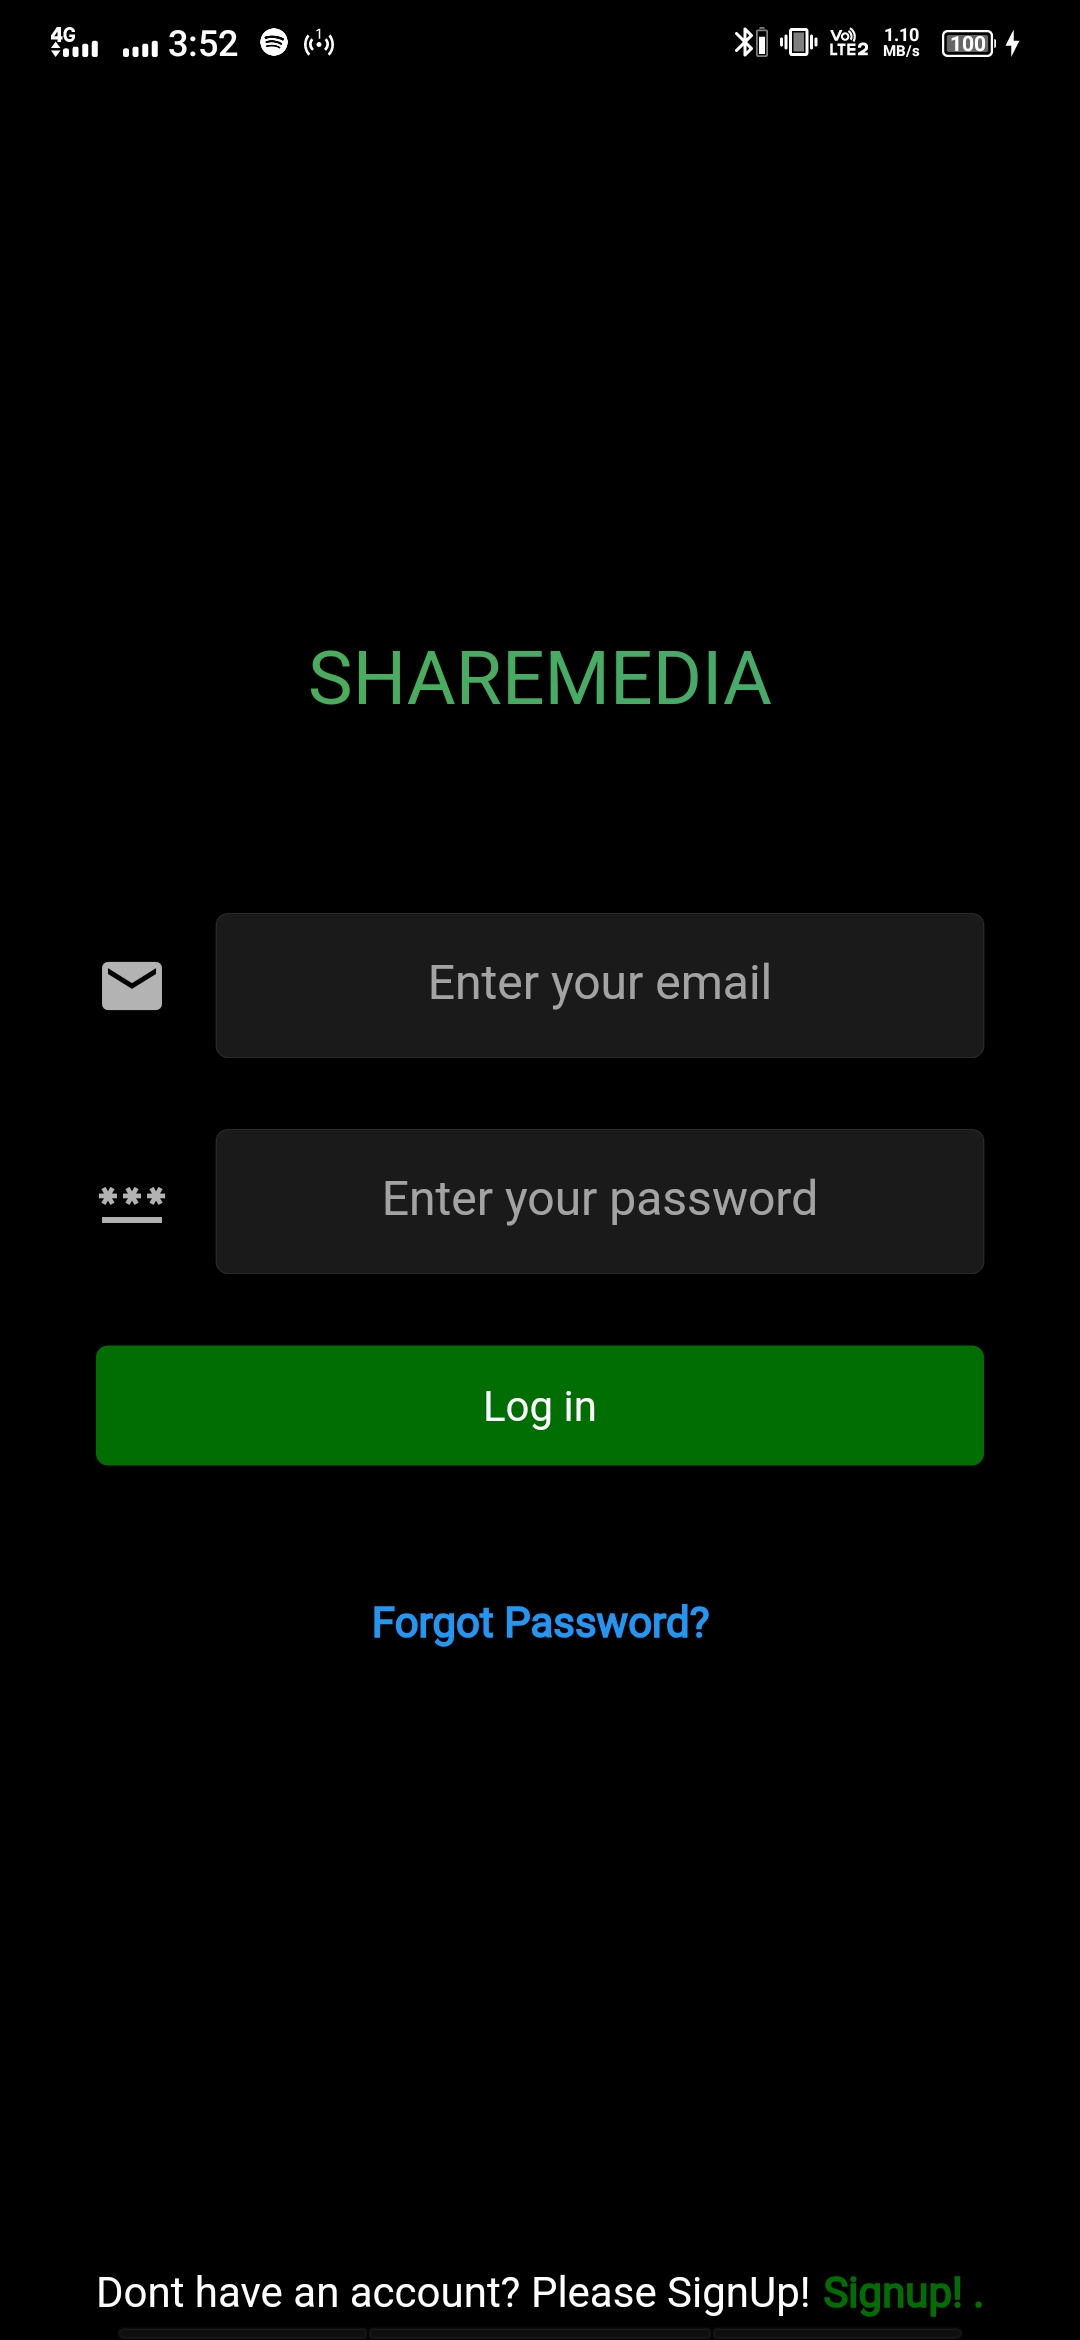 4G 3:52 1 Vo) LTE2 1.10 MB/s 100
SHAREMEDIA
Enter your email
***
Enter your password
Log in
Forgot Password?
Dont have an account? Please SignUp! Signup! .